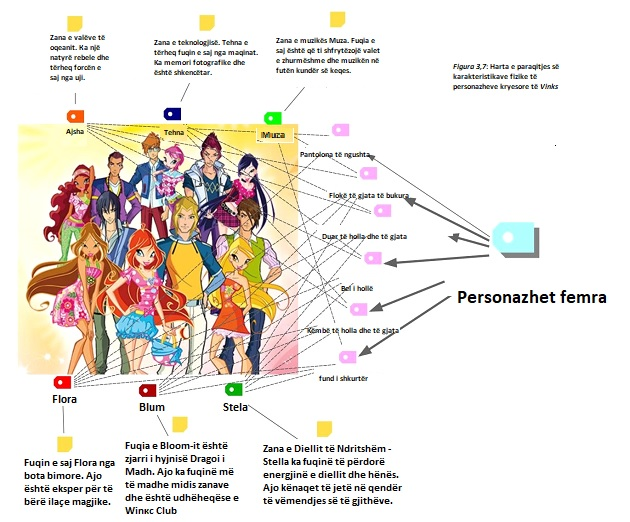 Zana e valëve të
oqeanit. Ka një
natyrë rebele dhe
tërheq forcën e
saj nga uji.
Zana e teknologjisë. Tehna e
tërheq fuqin e saj nga maqinat.
Ka memori fotografike dhe
është shkencëtar.
Zana e muzikës Muza. Fuqia e
saj është që ti shfrytëzojë valet
e zhurmëshme dhe muzikën në
futën kundër së keqes.
Figura 3,7: Harta e paraqitjes së
karakteristikave fizike të
personazheve kryesore të Vinks
Ajsha
Tehna
Muza
Pantollona të ngushta
Flokë të gjata të bukura
Duar të holla dhe të gjata
Bel i hollë
Këmbë të holla dhe të gjata
fund i shkurtër
Personazhet femra
Flora
Blum
Stela
Fuqin e saj Flora nga
bota bimore. Ajo
është eksper për të
bërë ilaçe magjike.
Fuqia e Bloom-it është
zjarri i hyjnisë Dragoi i
Madh. Ajo ka fuqinë më
të madhe midis zanave
dhe është udhëheqëse e
Winкc Club
Zana e Diellit të Ndritshëm -
Stella ka fuqinë të përdorë
energjinë e diellit dhe hënës.
Ajo kënaqet të jetë në qendër
të vëmendjes së të gjithëve.